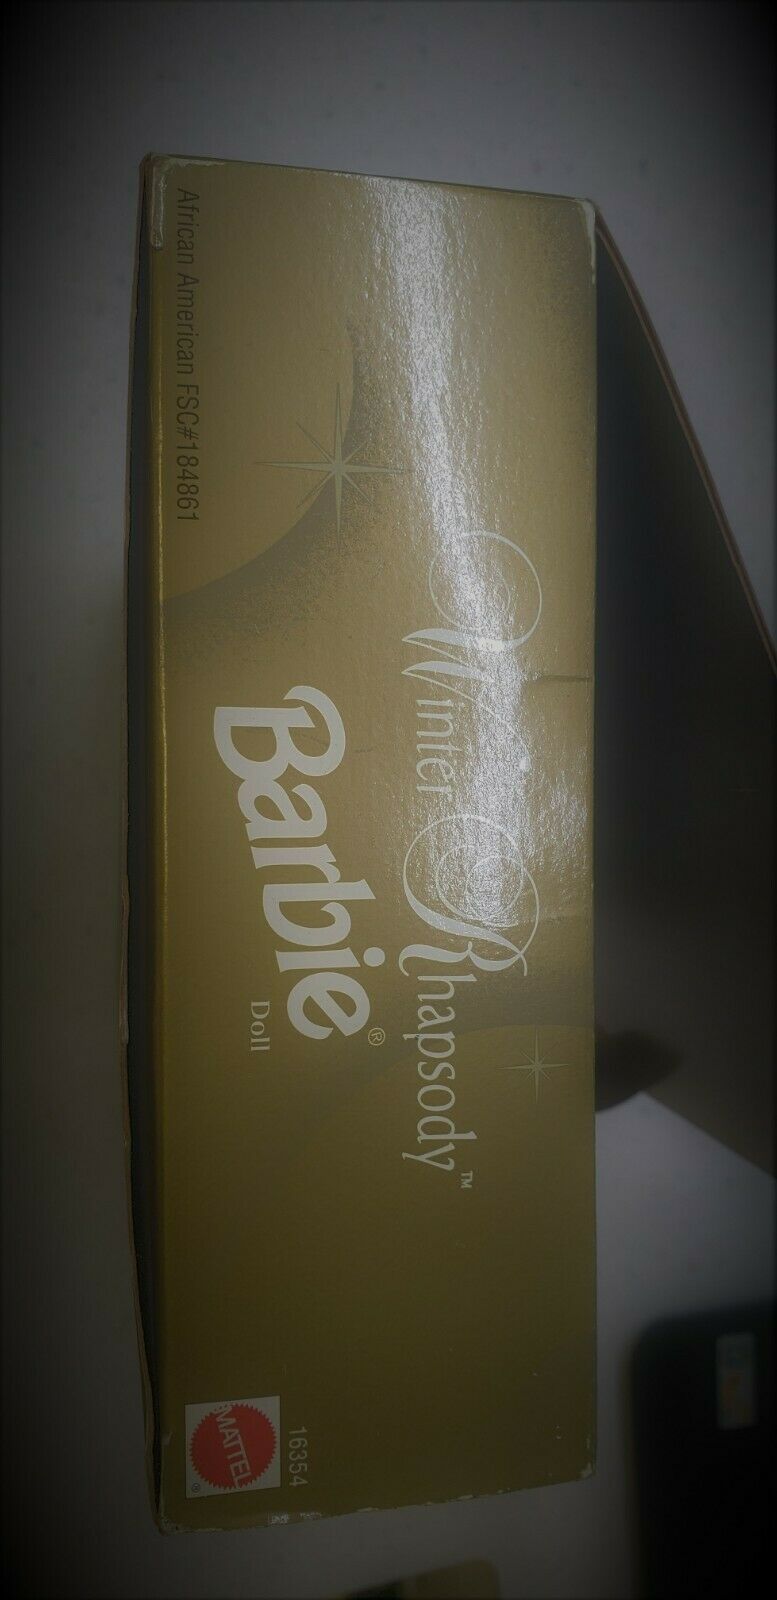 Winter Rhapsody™
Barbie® Doll
African American FSC#184861
16354
MATTEL
®